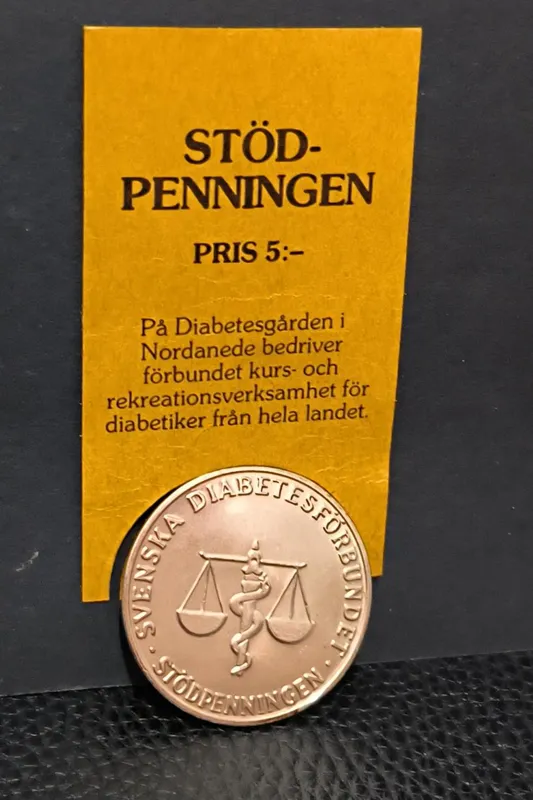 STÖD-
PENNINGEN
PRIS 5:–
På Diabetesgården i
Nordanede bedriver
förbundet kurs- och
rekreationsverksamhet för
diabetiker från hela landet.
SVENSKA DIABETESFÖRBUNDET
· STÖDPENNINGEN ·